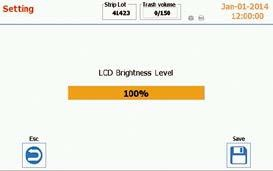 Setting
Strip Lot
41423
Trash volume
0/150
Jan-01-2014
12:00:00
LCD Brightness Level
100%
Esc
Save